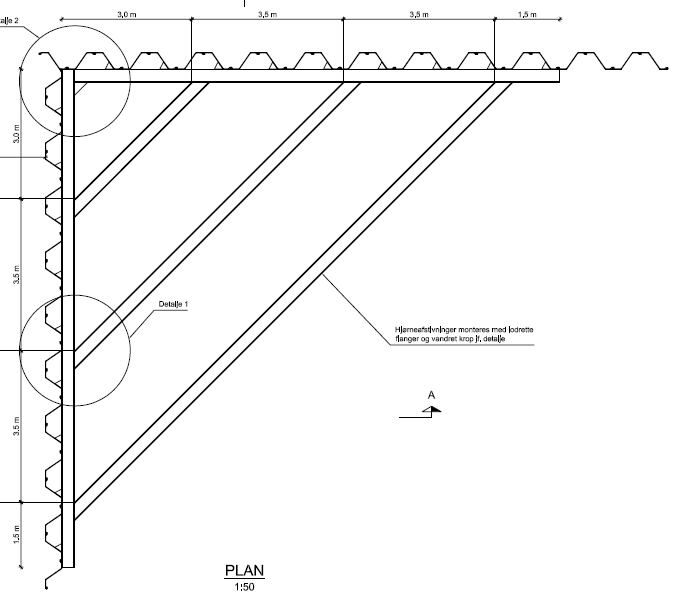 3,0 m
3,5 m
3,5 m
1,5 m
Detalje 2
3,0 m
3,5 m
Detalje 1
Hjørneafstivninger monteres med lodrette
flanger og vandret krop jf. detalje
A
3,5 m
1,5 m
PLAN
1:50